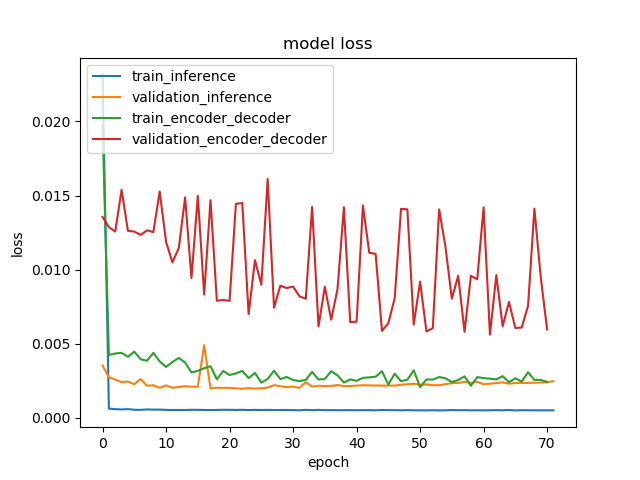 model loss
train_inference
validation_inference
train_encoder_decoder
validation_encoder_decoder
0.020
0.015
0.010
0.005
0.000
loss
0 10 20 30 40 50 60 70
epoch